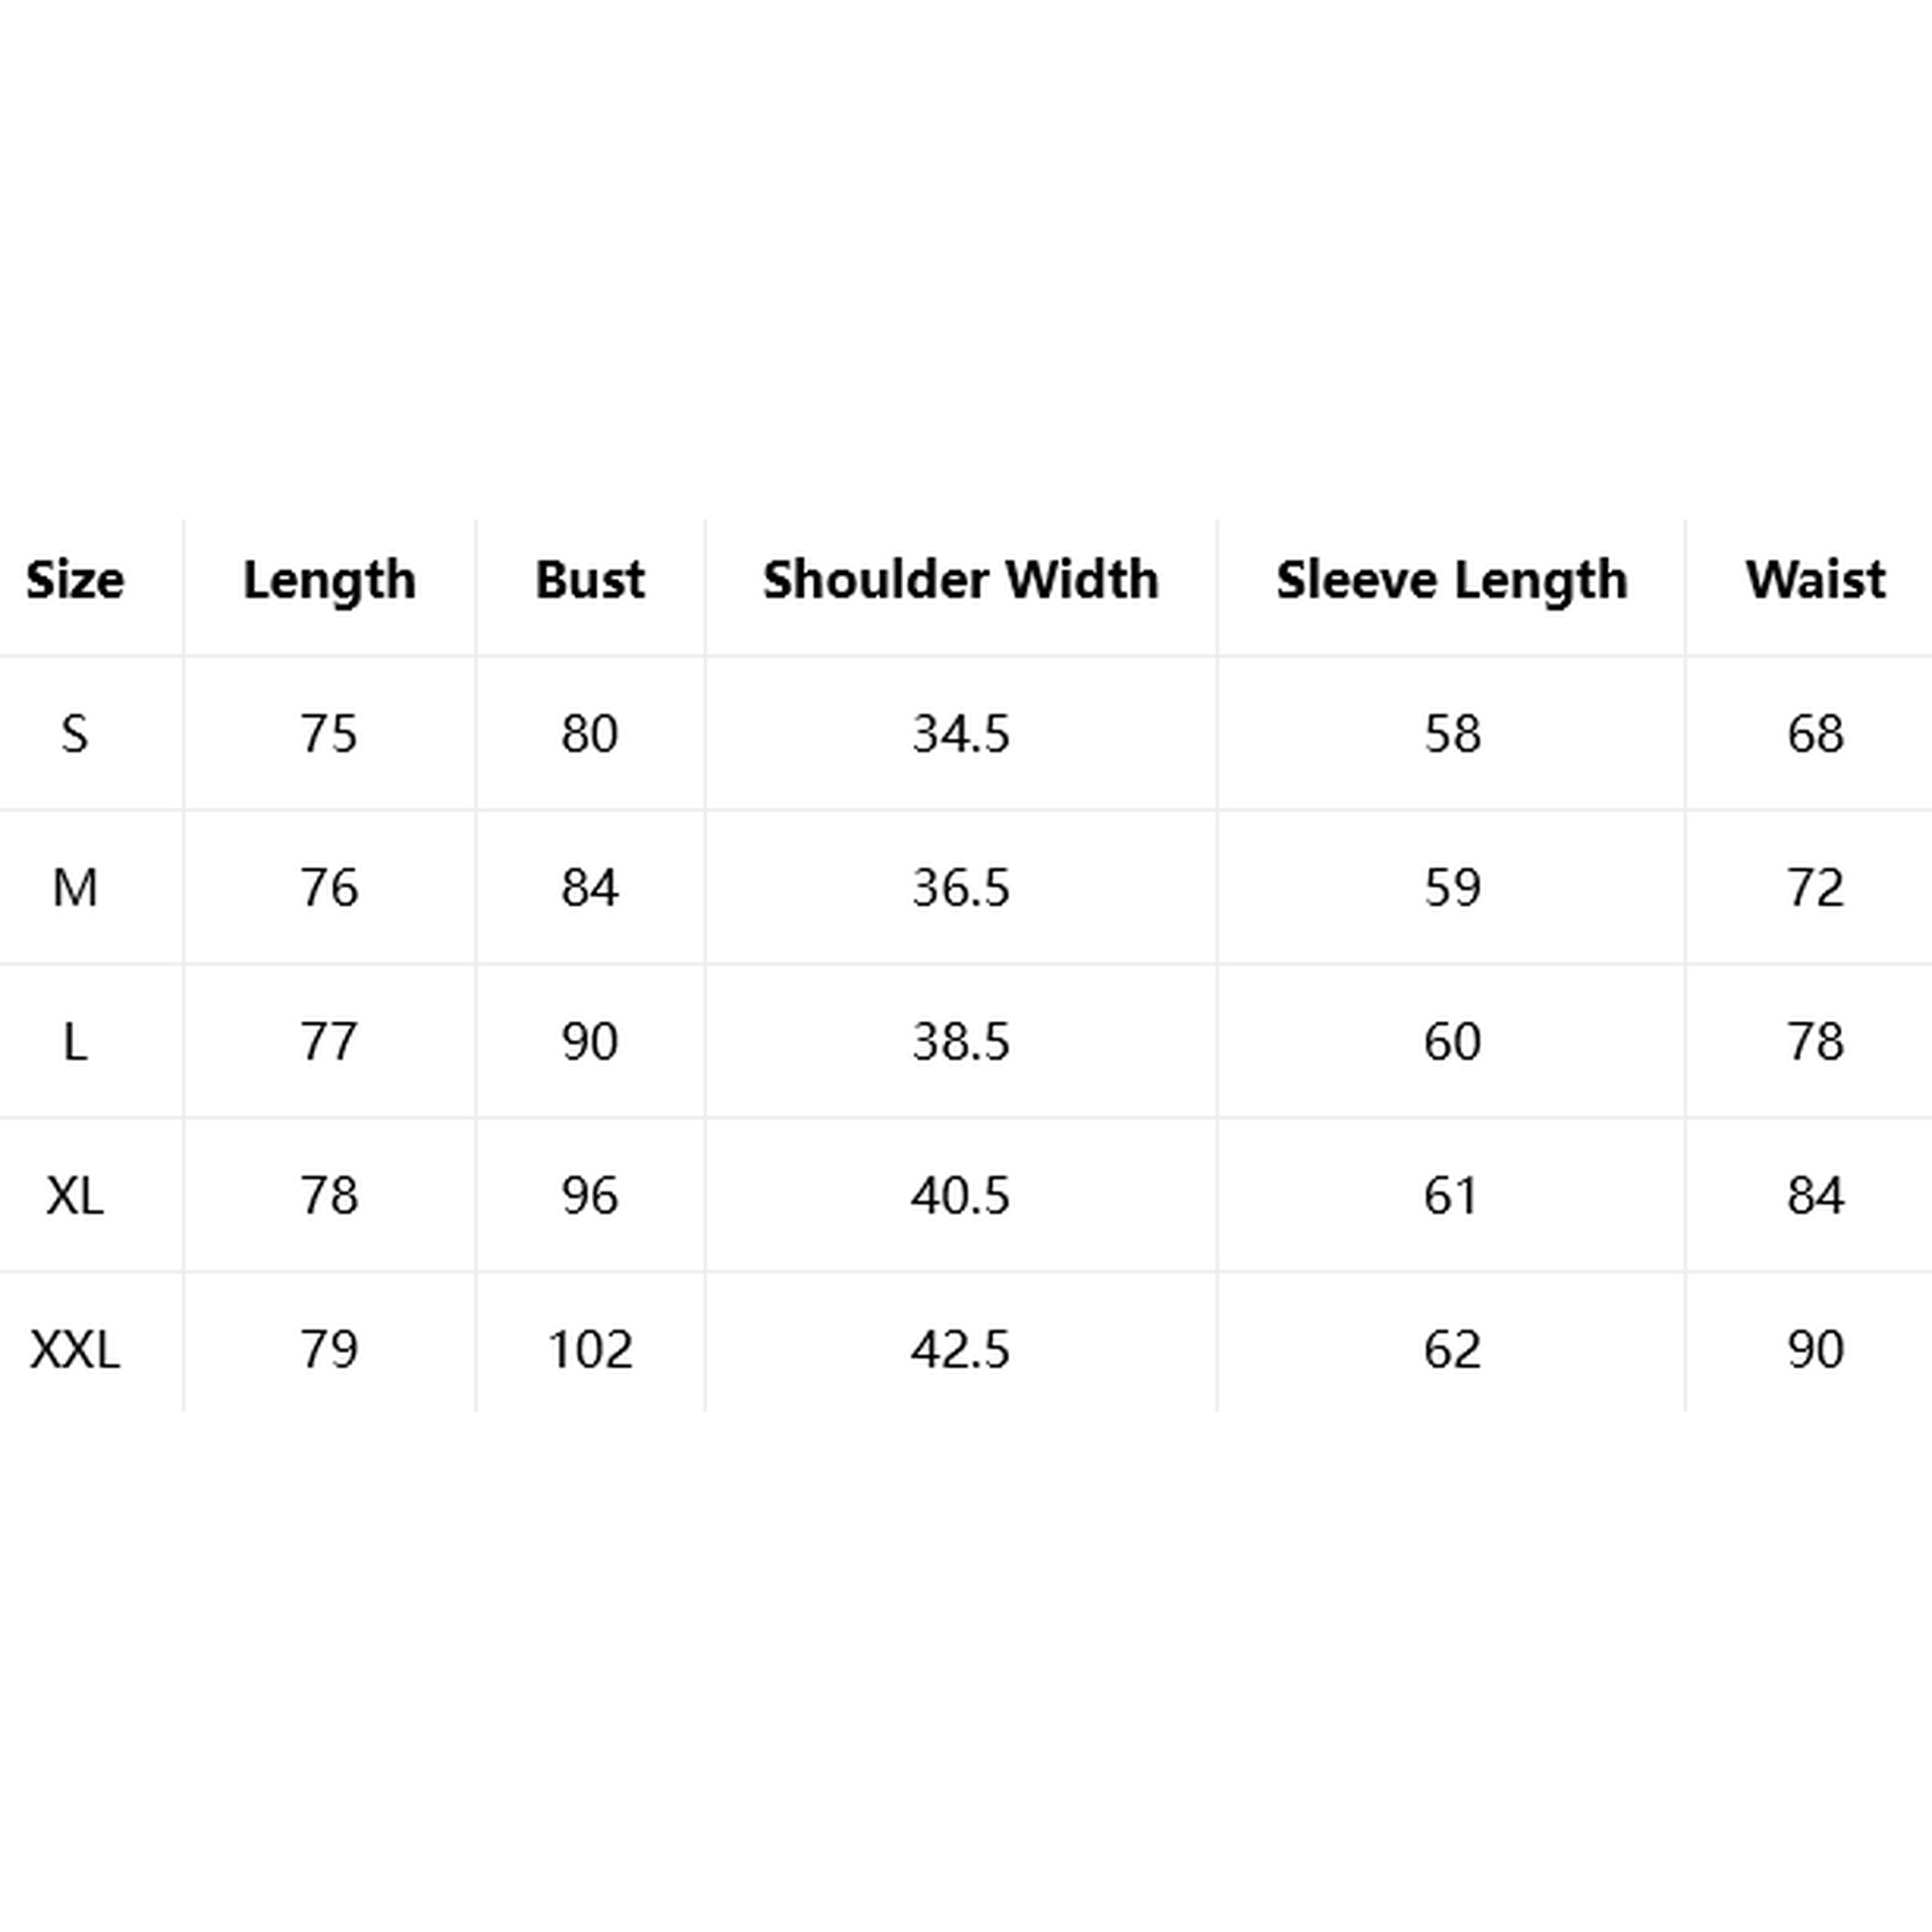 Size Length Bust Shoulder Width Sleeve Length Waist
S 75 80 34.5 58 68
M 76 84 36.5 59 72
L 77 90 38.5 60 78
XL 78 96 40.5 61 84
XXL 79 102 42.5 62 90